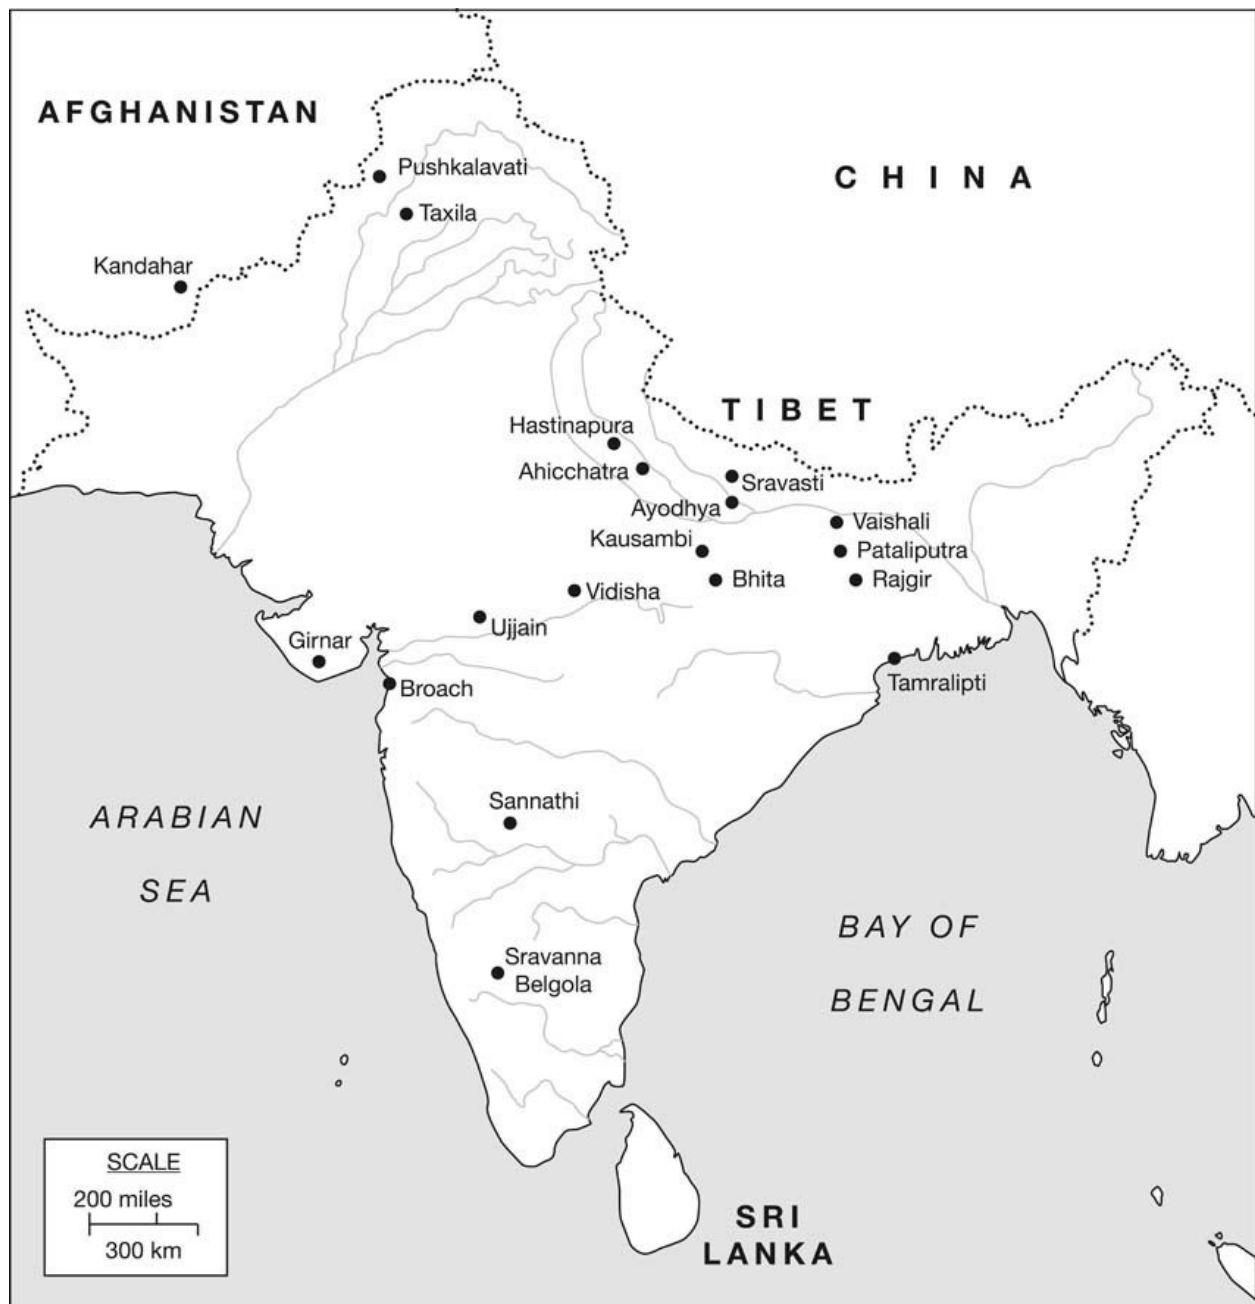 AFGHANISTAN
Pushkalavati
CHINA
Taxila
Kandahar
TIBET
Hastinapura
Ahicchatra
Sravasti
Ayodhya
Vaishali
Kausambi
Pataliputra
Bhita
Rajgir
Vidisha
Ujjain
Girnar
Broach
Tamralipti
Sannathi
ARABIAN
SEA
BAY OF
BENGAL
Sravanna
Belgola
SCALE
200 miles
300 km
SRI
LANKA